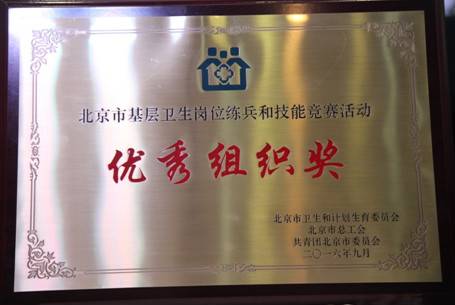 北京市基层卫生岗位练兵和技能竞赛活动
优秀组织奖
北京市卫生和计划生育委员会
北京市总工会
共青团北京市委员会
二〇一六年九月